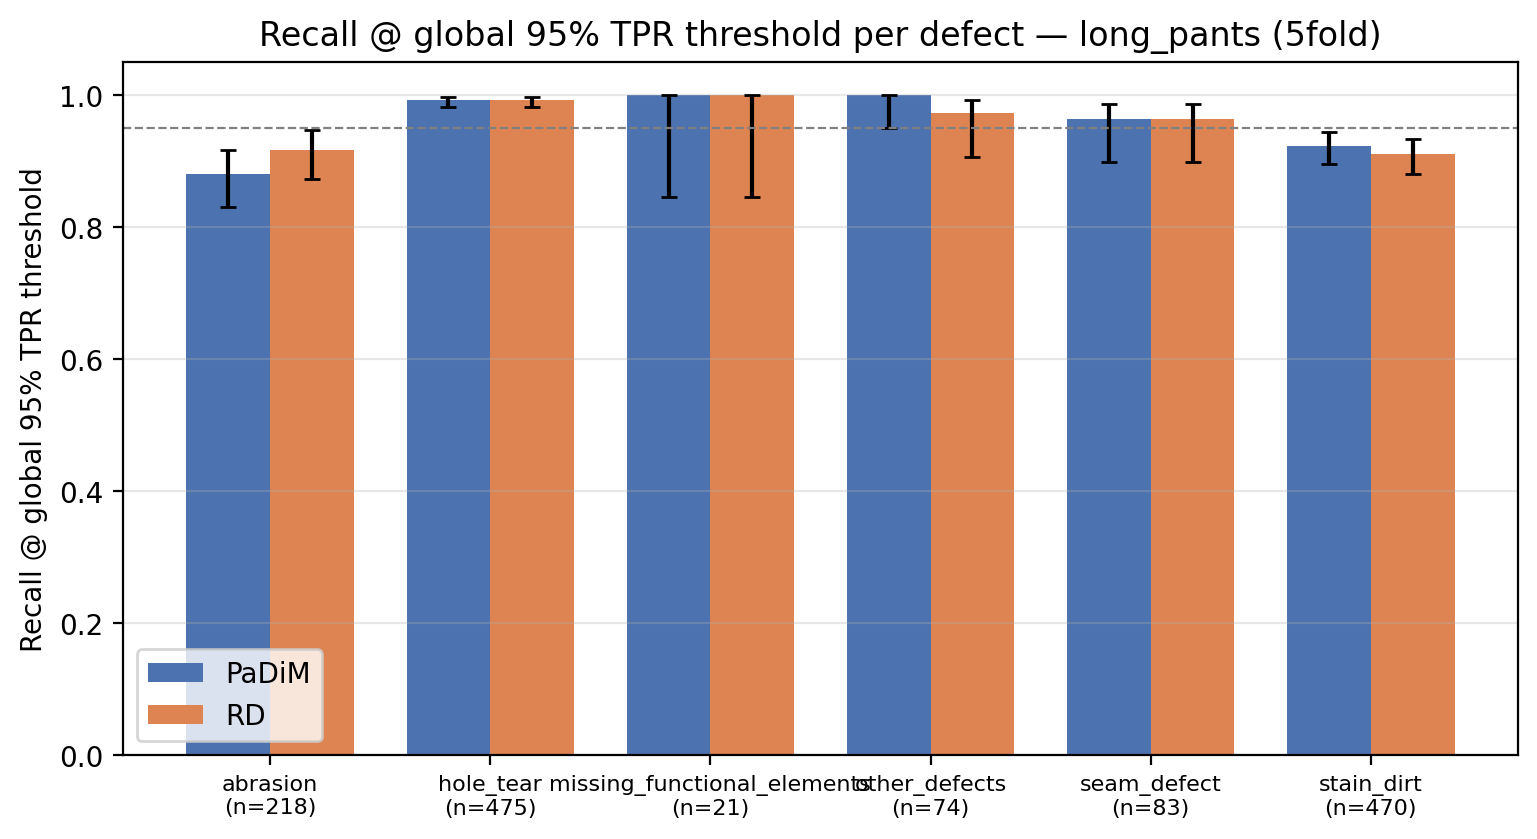 Recall @ global 95% TPR threshold per defect — long_pants (5fold)
Recall @ global 95% TPR threshold
1.0
0.8
0.6
0.4
0.2
0.0
PaDiM
RD
abrasion
(n=218)
hole_tear
(n=475)
missing_functional_elements
(n=21)
other_defects
(n=74)
seam_defect
(n=83)
stain_dirt
(n=470)